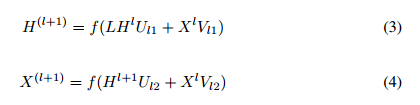 H^{(l+1)} = f(LH^l U_{l1} + X^l V_{l1}) (3)
X^{(l+1)} = f(H^{l+1} U_{l2} + X^l V_{l2}) (4)